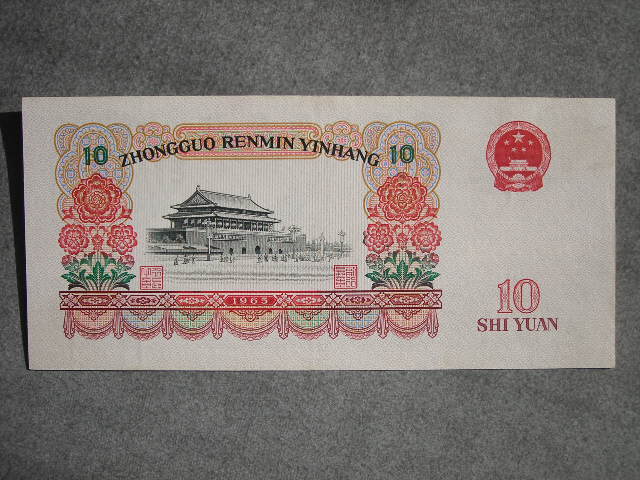 10 ZHONGGUO RENMIN YINHANG 10
1965
10
SHI YUAN